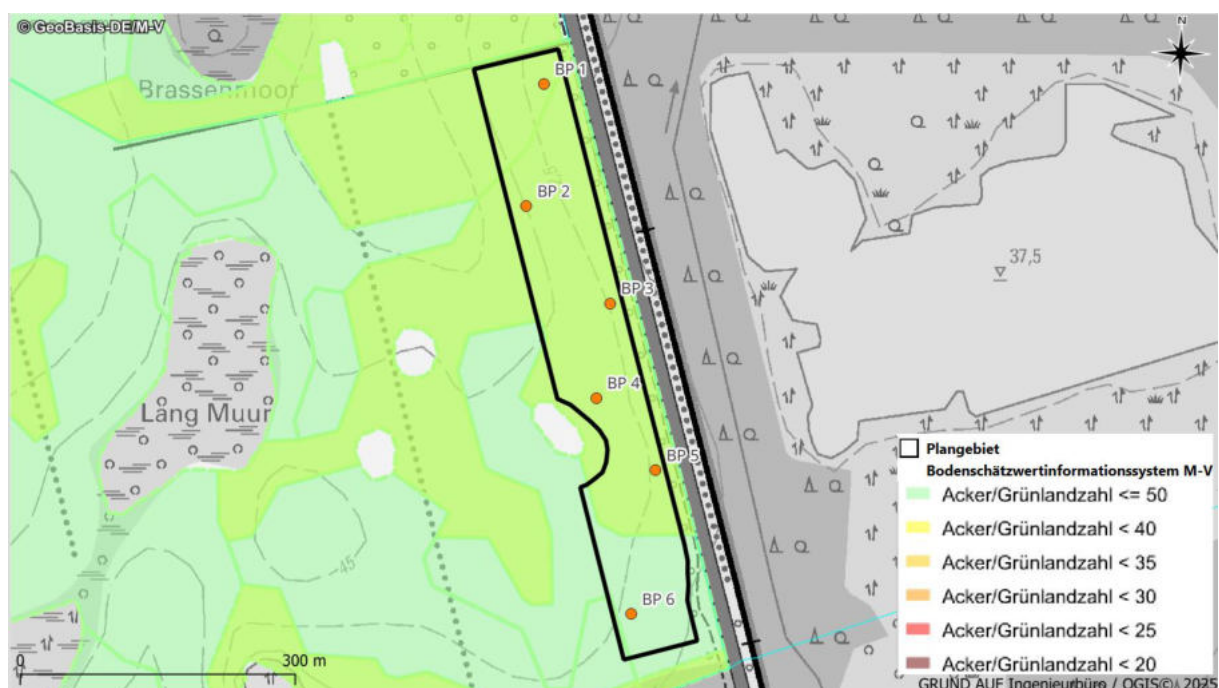 © GeoBasis-DE/M-V
N
Brassenmoor
BP 1
BP 2
BP 3
37,5
BP 4
Lang Muur
BP 5
45
BP 6
0 300 m
Plangebiet
Bodenschätzwertinformationssystem M-V
Acker/Grünlandzahl <= 50
Acker/Grünlandzahl < 40
Acker/Grünlandzahl < 35
Acker/Grünlandzahl < 30
Acker/Grünlandzahl < 25
Acker/Grünlandzahl < 20
GRUND AUF Ingenieurbüro / QGIS© 2025